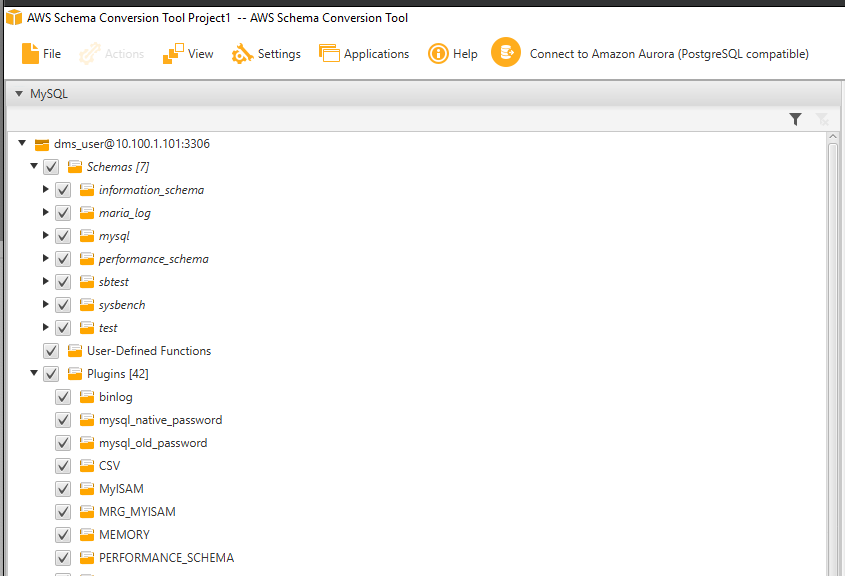 AWS Schema Conversion Tool Project1  -- AWS Schema Conversion Tool
File Actions View Settings Applications Help Connect to Amazon Aurora (PostgreSQL compatible)
MySQL
dms_user@10.100.1.101:3306
Schemas [7]
information_schema
maria_log
mysql
performance_schema
sbtest
sysbench
test
User-Defined Functions
Plugins [42]
binlog
mysql_native_password
mysql_old_password
CSV
MyISAM
MRG_MYISAM
MEMORY
PERFORMANCE_SCHEMA